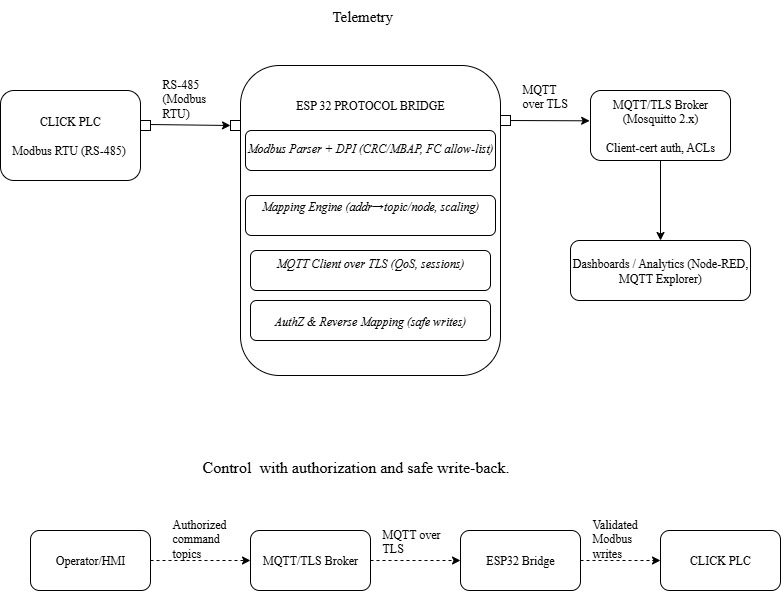 Telemetry
RS-485
(Modbus
RTU)
CLICK PLC
Modbus RTU (RS-485)
ESP 32 PROTOCOL BRIDGE
Modbus Parser + DPI (CRC/MBAP, FC allow-list)
Mapping Engine (addr→topic/node, scaling)
MQTT Client over TLS (QoS, sessions)
AuthZ & Reverse Mapping (safe writes)
MQTT
over TLS
MQTT/TLS Broker
(Mosquitto 2.x)
Client-cert auth, ACLs
Dashboards / Analytics (Node-RED,
MQTT Explorer)
Control with authorization and safe write-back.
Operator/HMI
Authorized
command
topics
MQTT/TLS Broker
MQTT over
TLS
ESP32 Bridge
Validated
Modbus
writes
CLICK PLC